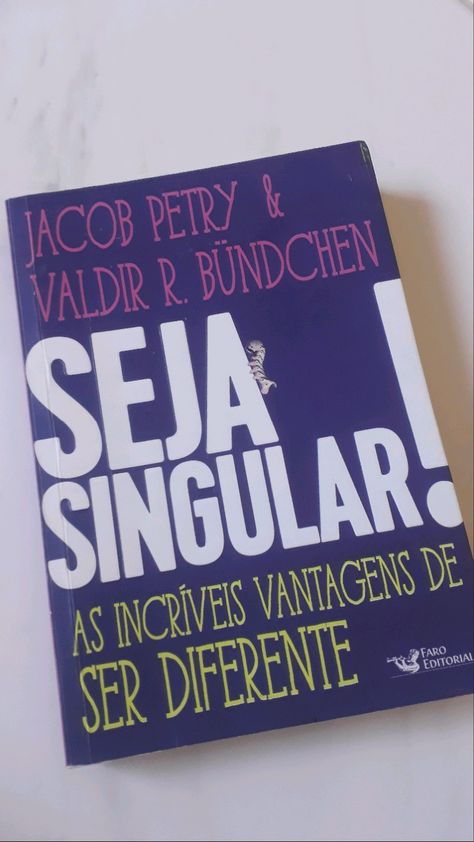 JACOB PETRY &
VALDIR R. BÜNDCHEN
SEJA
SINGULAR!
AS INCRÍVEIS VANTAGENS DE
SER DIFERENTE
FARO
EDITORIAL